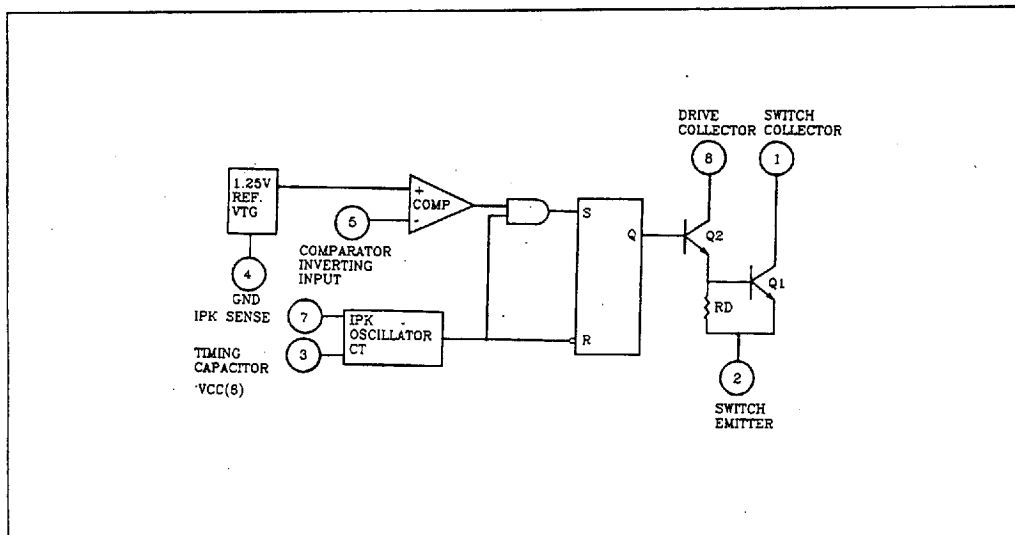 DRIVE
COLLECTOR
SWITCH
COLLECTOR
8
1
1.25V
REF.
VTG
+
COMP
-
5
COMPARATOR
INVERTING
INPUT
4
GND
S
Q
R
Q2
Q1
RD
IPK SENSE
7
IPK
OSCILLATOR
CT
TIMING
CAPACITOR
3
VCC(6)
2
SWITCH
EMITTER